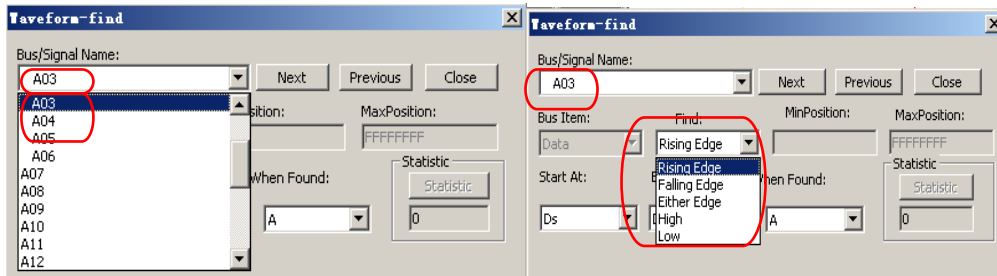 Waveform-find
Bus/Signal Name:
A03
Next Previous Close
A03
A04
A05
A06
A07
A08
A09
A10
A11
A12
sition:
MaxPosition:
FFFFFFFF
When Found:
A
Statistic
Statistic
0
Waveform-find
Bus/Signal Name:
A03
Next Previous Close
Bus Item: Find: MinPosition: MaxPosition:
Data Rising Edge FFFFFFFF
Rising Edge
Falling Edge
Either Edge
High
Low
Start At: E hen Found:
Ds A
Statistic
Statistic
0